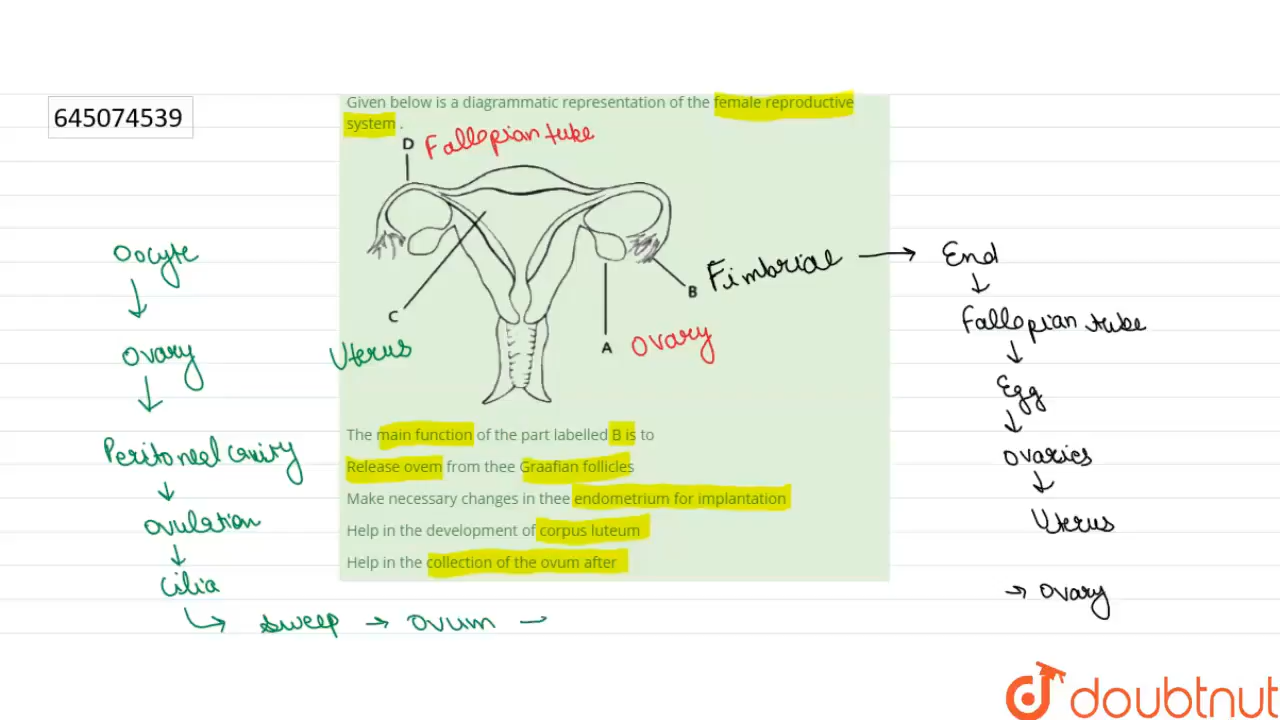 645074539
Given below is a diagrammatic representation of the female reproductive
system .
D Fallopian tube
Oocyte
↓
Ovary
↓
Peritoneal cavity
↓
ovulation
↓
Cilia
↳ sweep → ovum →
C
Uterus
B Fimbriae → End
A Ovary
↓
Fallopian tube
↓
Egg
↓
ovaries
↓
Uterus
→ ovary
The main function of the part labelled B is to
Release ovem from thee Graafian follicles
Make necessary changes in thee endometrium for implantation
Help in the development of corpus luteum
Help in the collection of the ovum after
doubtnut